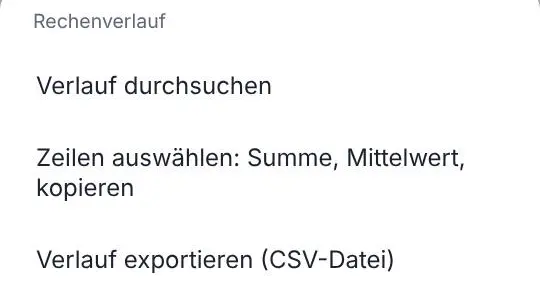 Rechenverlauf
Verlauf durchsuchen
Zeilen auswählen: Summe, Mittelwert,
kopieren
Verlauf exportieren (CSV-Datei)